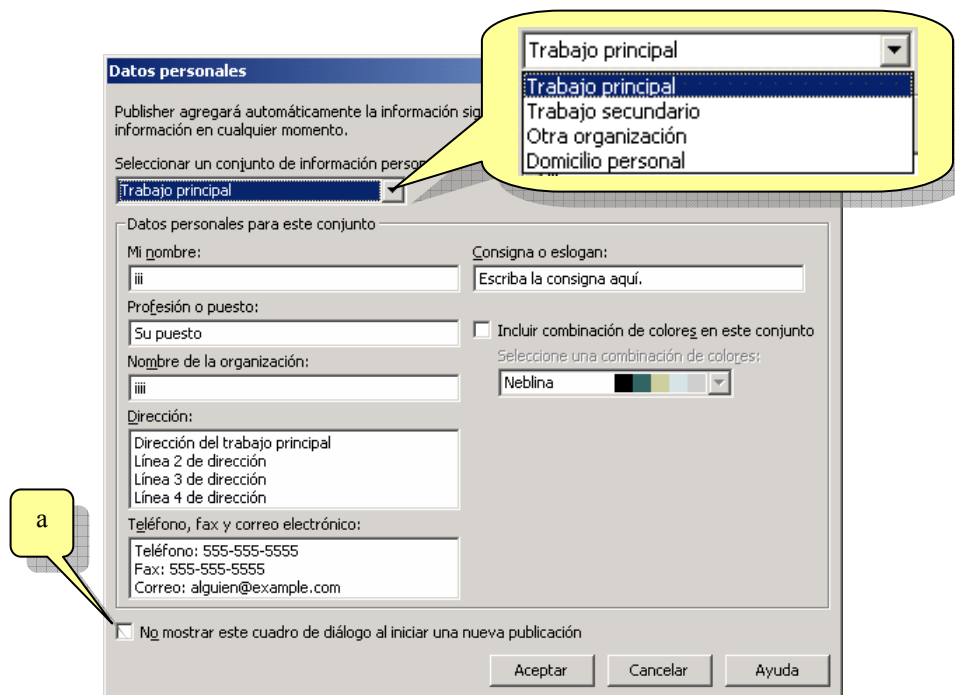 Trabajo principal
Trabajo principal
Trabajo secundario
Otra organización
Domicilio personal
Datos personales
Publisher agregará automáticamente la información
información en cualquier momento.
Seleccionar un conjunto de información
Trabajo principal
Datos personales para este conjunto
Mi nombre:
iii
Profesión o puesto:
Su puesto
Nombre de la organización:
iiii
Dirección:
Dirección del trabajo principal
Línea 2 de dirección
Línea 3 de dirección
Línea 4 de dirección
Teléfono, fax y correo electrónico:
Teléfono: 555-555-5555
Fax: 555-555-5555
Correo: alguien@example.com
Consigna o eslogan:
Escriba la consigna aquí.
Incluir combinación de colores en este conjunto
Seleccione una combinación de colores:
Neblina
a
No mostrar este cuadro de diálogo al iniciar una nueva publicación
Aceptar
Cancelar
Ayuda